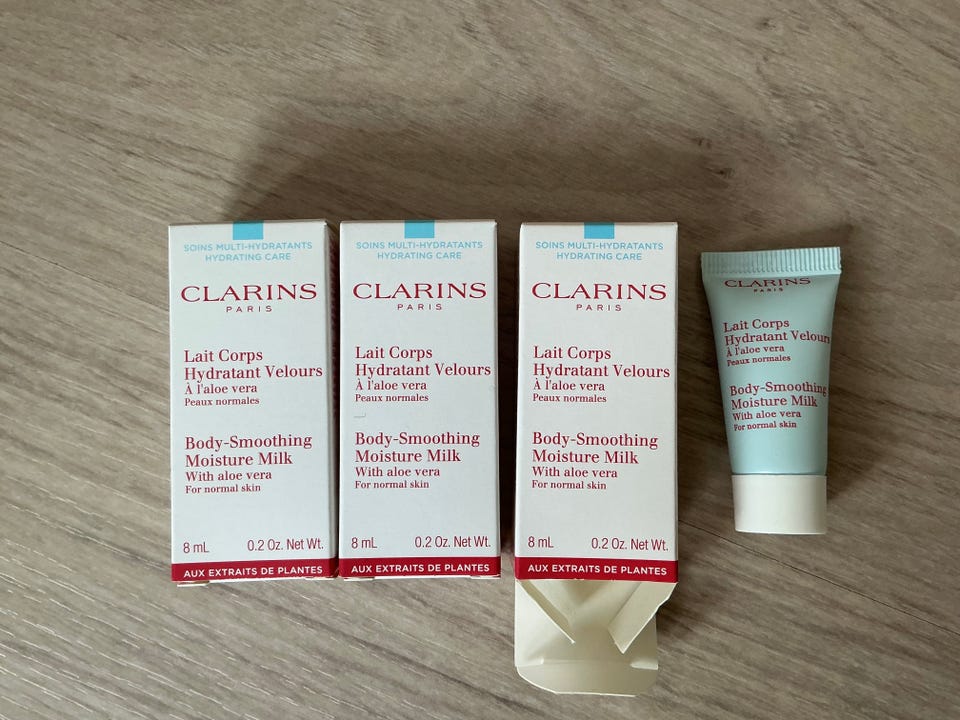 SOINS MULTI-HYDRATANTS
HYDRATING CARE
CLARINS
PARIS
Lait Corps
Hydratant Velours
À l'aloe vera
Peaux normales
Body-Smoothing
Moisture Milk
With aloe vera
For normal skin
8 mL 0.2 Oz. Net Wt.
AUX EXTRAITS DE PLANTES
SOINS MULTI-HYDRATANTS
HYDRATING CARE
CLARINS
PARIS
Lait Corps
Hydratant Velours
À l'aloe vera
Peaux normales
Body-Smoothing
Moisture Milk
With aloe vera
For normal skin
8 mL 0.2 Oz. Net Wt.
AUX EXTRAITS DE PLANTES
SOINS MULTI-HYDRATANTS
HYDRATING CARE
CLARINS
PARIS
Lait Corps
Hydratant Velours
À l'aloe vera
Peaux normales
Body-Smoothing
Moisture Milk
With aloe vera
For normal skin
8 mL 0.2 Oz. Net Wt.
AUX EXTRAITS DE PLANTES
CLARINS
PARIS
Lait Corps
Hydratant Velours
À l'aloe vera
Peaux normales
Body-Smoothing
Moisture Milk
With aloe vera
For normal skin